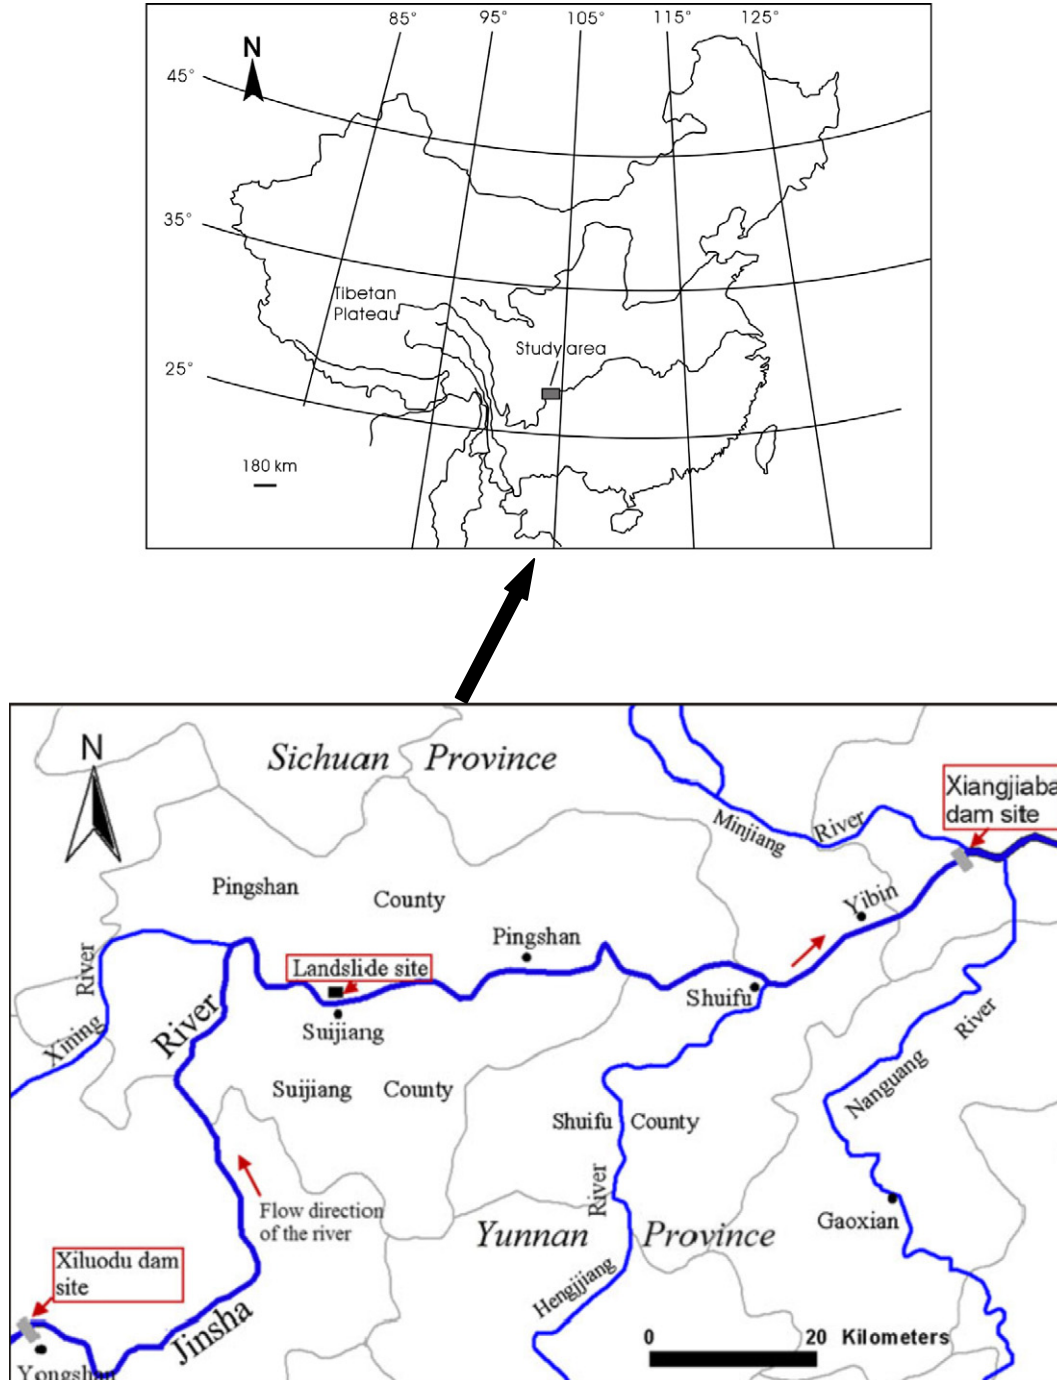 85°
95°
105°
115°
125°
N
45°
35°
Tibetan
Plateau
Study area
25°
180 km
N
Sichuan Province
Xiangjiaba
dam site
Minjiang River
Pingshan County
Yibin
Pingshan
River
Landslide site
Shuifu
River
Suijiang
Xining
River
Suijiang County
Nanguang
Shuifu County
River
Flow direction
of the river
Gaoxian
Yunnan Province
Xiluodu dam
site
Hengjiang
Jinsha
0 20 Kilometers
Yongshan